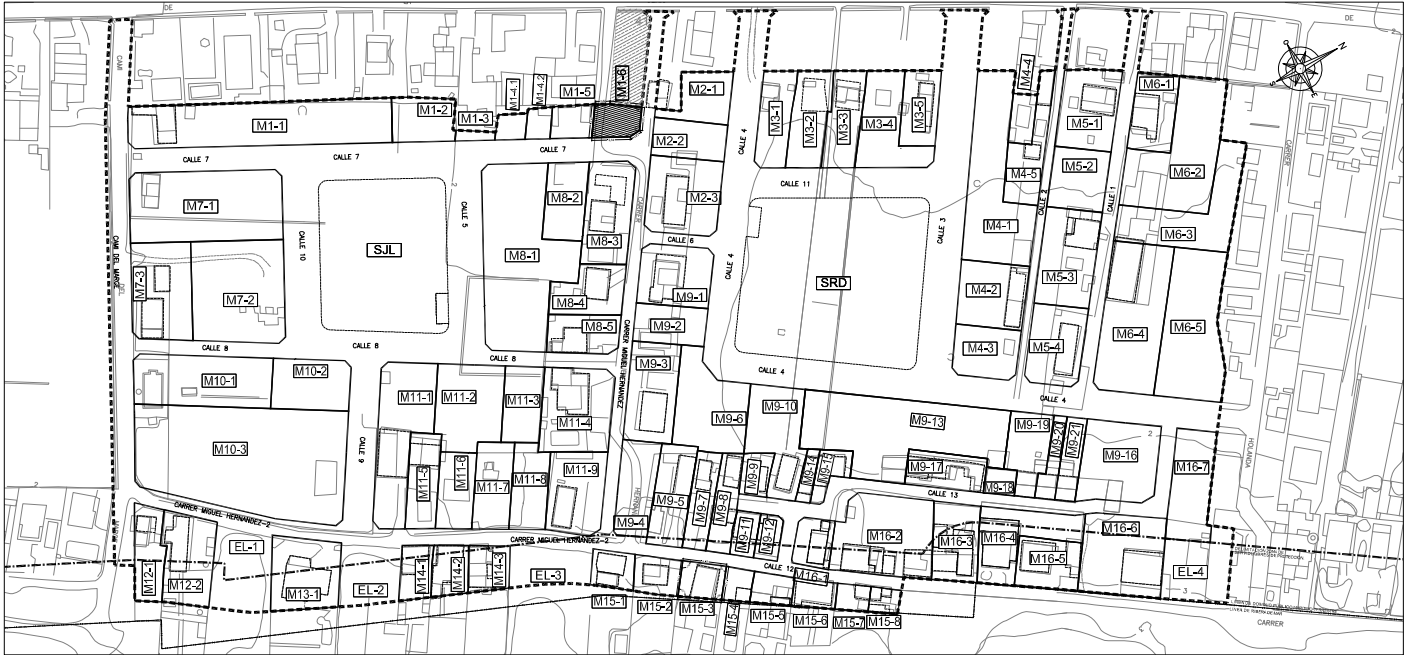 DE
DE
CAMI
M1-1
M1-2
M1-3
M1-4.1
M1-4.2
M1-5
M1-6
M2-1
M2-2
M2-3
CALLE 4
M3-1
M3-2
M3-3
M3-4
M3-5
M4-4
M4-5
M5-1
M5-2
M6-1
M6-2
M6-3
N
S
CARRER
CALLE 7
CALLE 7
CALLE 7
CALLE 11
CALLE 2
CALLE 1
M7-1
M7-2
M7-3
CALLE 10
SJL
CALLE 5
M8-1
M8-2
M8-3
M8-4
M8-5
CARRER
CALLE 6
CALLE 4
SRD
CALLE 3
M4-1
M4-2
M4-3
M5-3
M5-4
M6-4
M6-5
CAMI DEL MARGE
DEL
M9-1
M9-2
M9-3
CARRER MIGUEL HERNANDEZ
CALLE 8
CALLE 8
CALLE 8
CALLE 4
CALLE 4
M10-1
M10-2
M10-3
CALLE 9
M11-1
M11-2
M11-3
M11-4
M11-5
M11-6
M11-7
M11-8
M11-9
M9-4
M9-5
M9-6
M9-7
M9-8
M9-9
M9-10
M9-11
M9-12
M9-13
M9-14
M9-15
M9-16
M9-17
M9-18
M9-19
M9-20
M9-21
CALLE 13
HOLANDA
M16-7
CARRER MIGUEL HERNANDEZ-2
CARRER MIGUEL HERNANDEZ-2
CALLE 12
M12-1
M12-2
EL-1
M13-1
EL-2
M14-1
M14-2
M14-3
EL-3
M15-1
M15-2
M15-3
M15-4
M15-5
M15-6
M15-7
M15-8
M16-1
M16-2
M16-3
M16-4
M16-5
M16-6
EL-4
CARRER